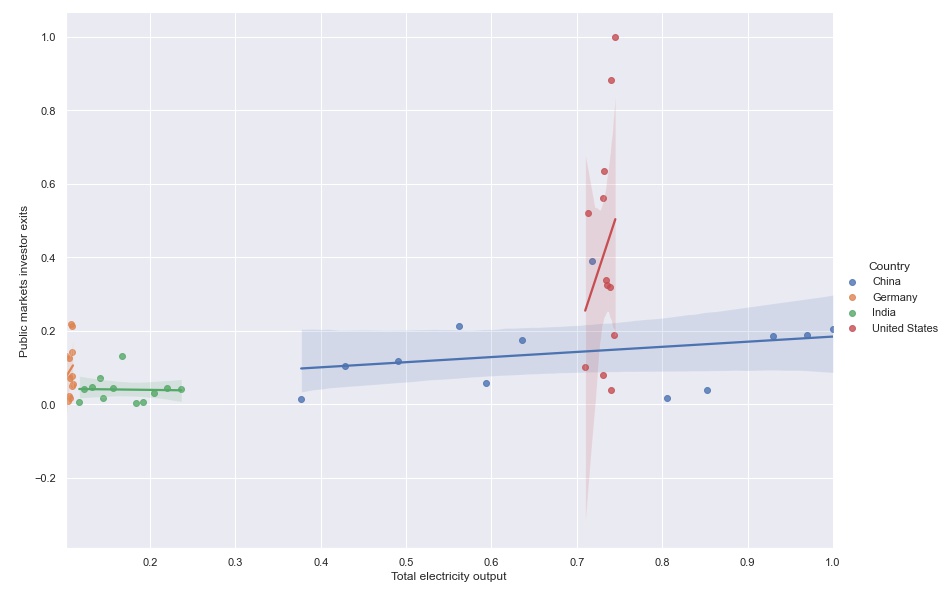 1.0
0.8
0.6
0.4
0.2
0.0
−0.2
Public markets investor exits
0.2
0.3
0.4
0.5
0.6
0.7
0.8
0.9
1.0
Total electricity output
Country
China
Germany
India
United States